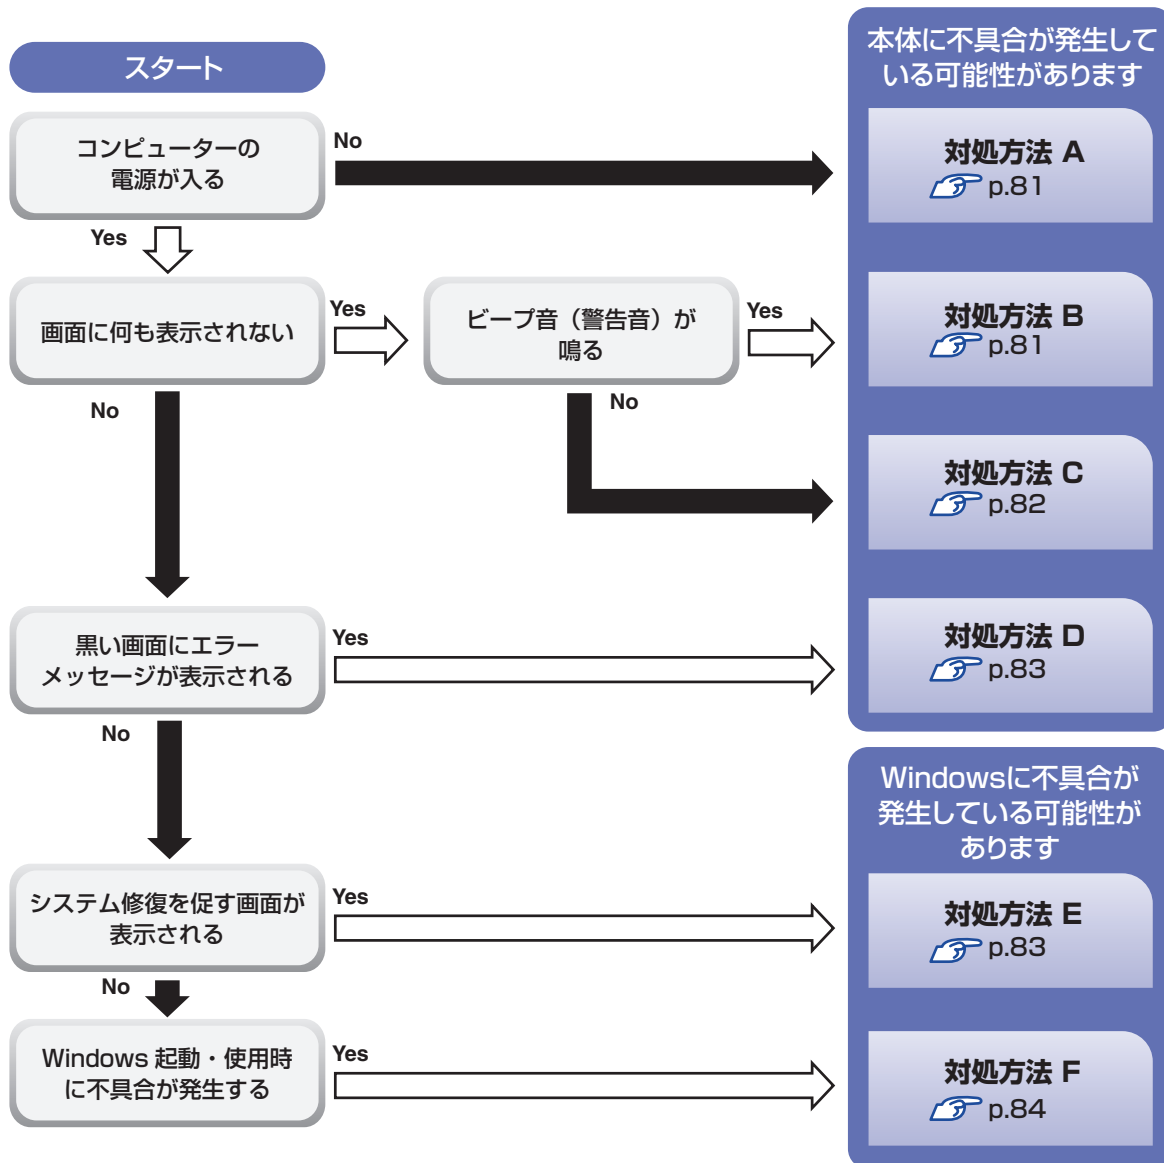 スタート
コンピューターの
電源が入る
No
Yes
画面に何も表示されない
Yes
ビープ音（警告音）が
鳴る
Yes
No
No
黒い画面にエラー
メッセージが表示される
Yes
No
システム修復を促す画面が
表示される
Yes
No
Windows 起動・使用時
に不具合が発生する
Yes
本体に不具合が発生して
いる可能性があります
対処方法 A
p.81
対処方法 B
p.81
対処方法 C
p.82
対処方法 D
p.83
Windowsに不具合が
発生している可能性が
あります
対処方法 E
p.83
対処方法 F
p.84